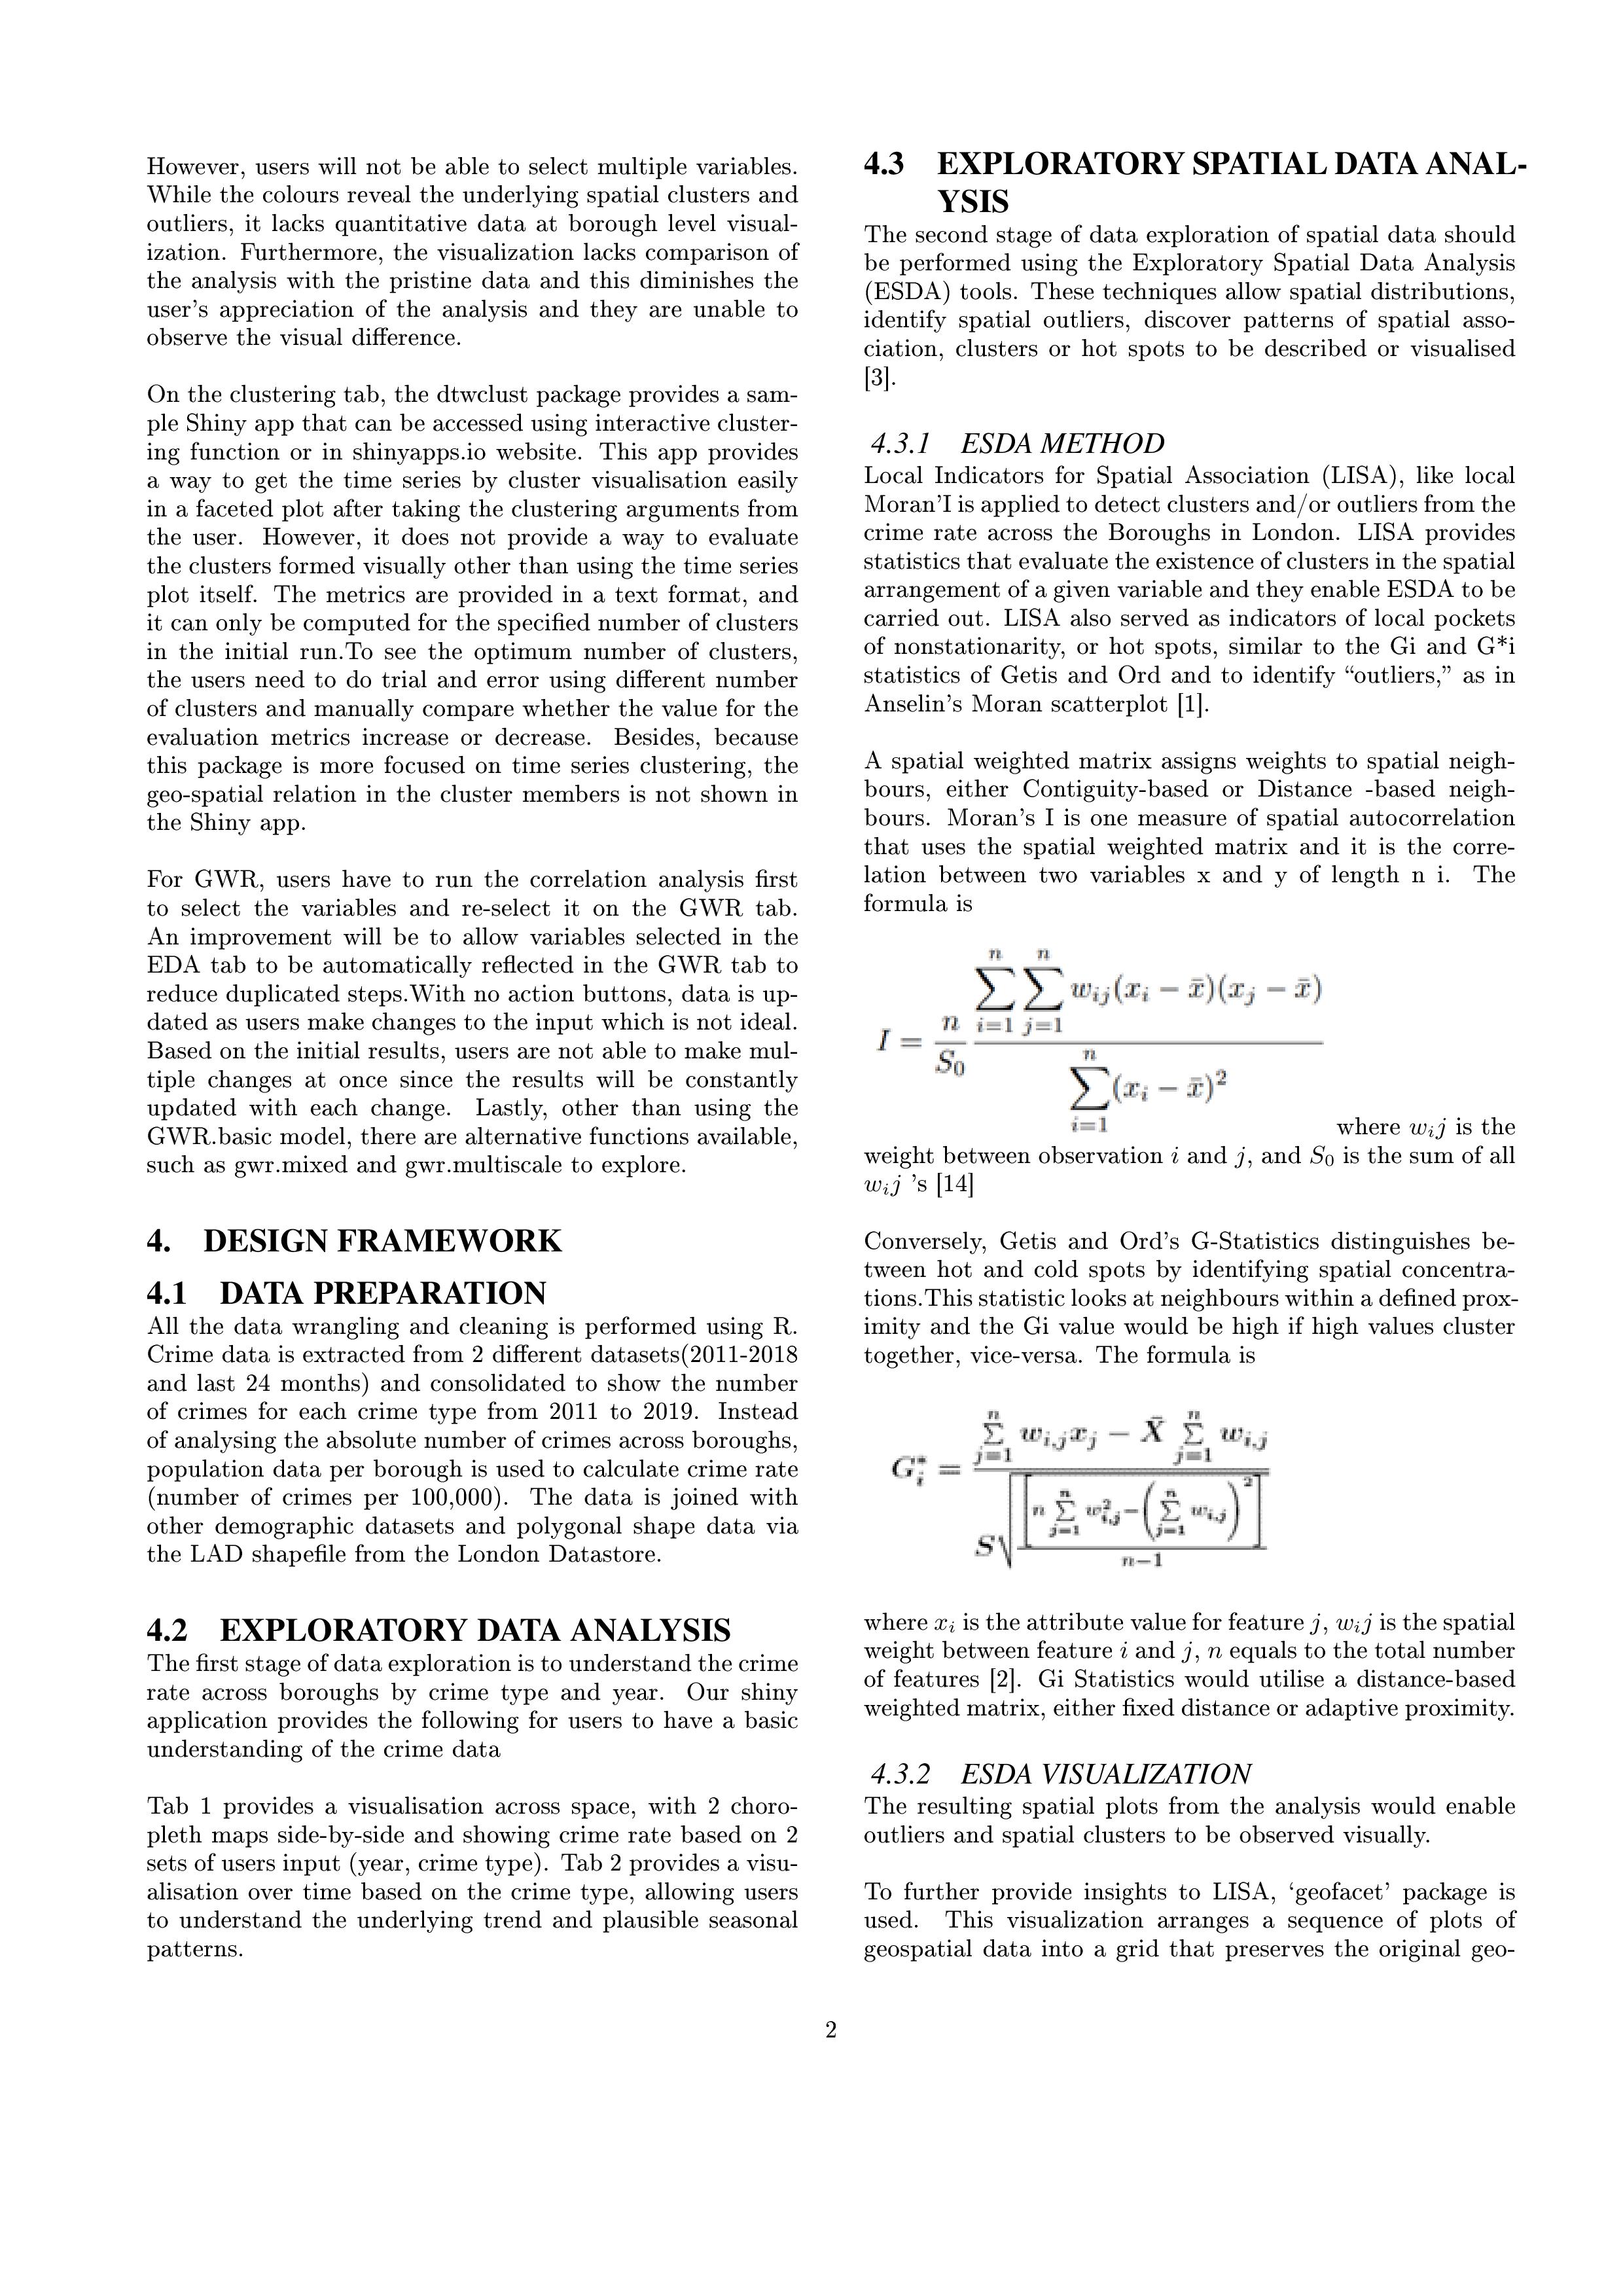 However, users will not be able to select multiple variables.
While the colours reveal the underlying spatial clusters and
outliers, it lacks quantitative data at borough level visual-
ization. Furthermore, the visualization lacks comparison of
the analysis with the pristine data and this diminishes the
user's appreciation of the analysis and they are unable to
observe the visual difference.
On the clustering tab, the dtwclust package provides a sam-
ple Shiny app that can be accessed using interactive cluster-
ing function or in shinyapps.io website. This app provides
a way to get the time series by cluster visualisation easily
in a faceted plot after taking the clustering arguments from
the user. However, it does not provide a way to evaluate
the clusters formed visually other than using the time series
plot itself. The metrics are provided in a text format, and
it can only be computed for the specified number of clusters
in the initial run.To see the optimum number of clusters,
the users need to do trial and error using different number
of clusters and manually compare whether the value for the
evaluation metrics increase or decrease. Besides, because
this package is more focused on time series clustering, the
geo-spatial relation in the cluster members is not shown in
the Shiny app.
For GWR, users have to run the correlation analysis first
to select the variables and re-select it on the GWR tab.
An improvement will be to allow variables selected in the
EDA tab to be automatically reflected in the GWR tab to
reduce duplicated steps.With no action buttons, data is up-
dated as users make changes to the input which is not ideal.
Based on the initial results, users are not able to make mul-
tiple changes at once since the results will be constantly
updated with each change. Lastly, other than using the
GWR.basic model, there are alternative functions available,
such as gwr.mixed and gwr.multiscale to explore.
4. DESIGN FRAMEWORK
4.1 DATA PREPARATION
All the data wrangling and cleaning is performed using R.
Crime data is extracted from 2 different datasets(2011-2018
and last 24 months) and consolidated to show the number
of crimes for each crime type from 2011 to 2019. Instead
of analysing the absolute number of crimes across boroughs,
population data per borough is used to calculate crime rate
(number of crimes per 100,000). The data is joined with
other demographic datasets and polygonal shape data via
the LAD shapefile from the London Datastore.
4.2 EXPLORATORY DATA ANALYSIS
The first stage of data exploration is to understand the crime
rate across boroughs by crime type and year. Our shiny
application provides the following for users to have a basic
understanding of the crime data
Tab 1 provides a visualisation across space, with 2 choro-
pleth maps side-by-side and showing crime rate based on 2
sets of users input (year, crime type). Tab 2 provides a visu-
alisation over time based on the crime type, allowing users
to understand the underlying trend and plausible seasonal
patterns.
4.3 EXPLORATORY SPATIAL DATA ANAL-
YSIS
The second stage of data exploration of spatial data should
be performed using the Exploratory Spatial Data Analysis
(ESDA) tools. These techniques allow spatial distributions,
identify spatial outliers, discover patterns of spatial asso-
ciation, clusters or hot spots to be described or visualised
[3].
4.3.1 ESDA METHOD
Local Indicators for Spatial Association (LISA), like local
Moran'I is applied to detect clusters and/or outliers from the
crime rate across the Boroughs in London. LISA provides
statistics that evaluate the existence of clusters in the spatial
arrangement of a given variable and they enable ESDA to be
carried out. LISA also served as indicators of local pockets
of nonstationarity, or hot spots, similar to the Gi and G*i
statistics of Getis and Ord and to identify “outliers,” as in
Anselin's Moran scatterplot [1].
A spatial weighted matrix assigns weights to spatial neigh-
bours, either Contiguity-based or Distance -based neigh-
bours. Moran's I is one measure of spatial autocorrelation
that uses the spatial weighted matrix and it is the corre-
lation between two variables x and y of length n i. The
formula is
I = \frac{n}{S_0} \frac{\sum_{i=1}^{n} \sum_{j=1}^{n} w_{ij}(x_i - \bar{x})(x_j - \bar{x})}{\sum_{i=1}^{n} (x_i - \bar{x})^2}
where w_i j is the
weight between observation i and j, and S_0 is the sum of all
w_i j 's [14]
Conversely, Getis and Ord's G-Statistics distinguishes be-
tween hot and cold spots by identifying spatial concentra-
tions.This statistic looks at neighbours within a defined prox-
imity and the Gi value would be high if high values cluster
together, vice-versa. The formula is
G_i^* = \frac{\sum_{j=1}^{n} w_{i,j} x_j - \bar{X} \sum_{j=1}^{n} w_{i,j}}{S \sqrt{\frac{\left[ n \sum_{j=1}^{n} w_{i,j}^2 - \left( \sum_{j=1}^{n} w_{i,j} \right)^2 \right]}{n-1}}}
where x_i is the attribute value for feature j, w_i j is the spatial
weight between feature i and j, n equals to the total number
of features [2]. Gi Statistics would utilise a distance-based
weighted matrix, either fixed distance or adaptive proximity.
4.3.2 ESDA VISUALIZATION
The resulting spatial plots from the analysis would enable
outliers and spatial clusters to be observed visually.
To further provide insights to LISA, ‘geofacet’ package is
used. This visualization arranges a sequence of plots of
geospatial data into a grid that preserves the original geo-
2